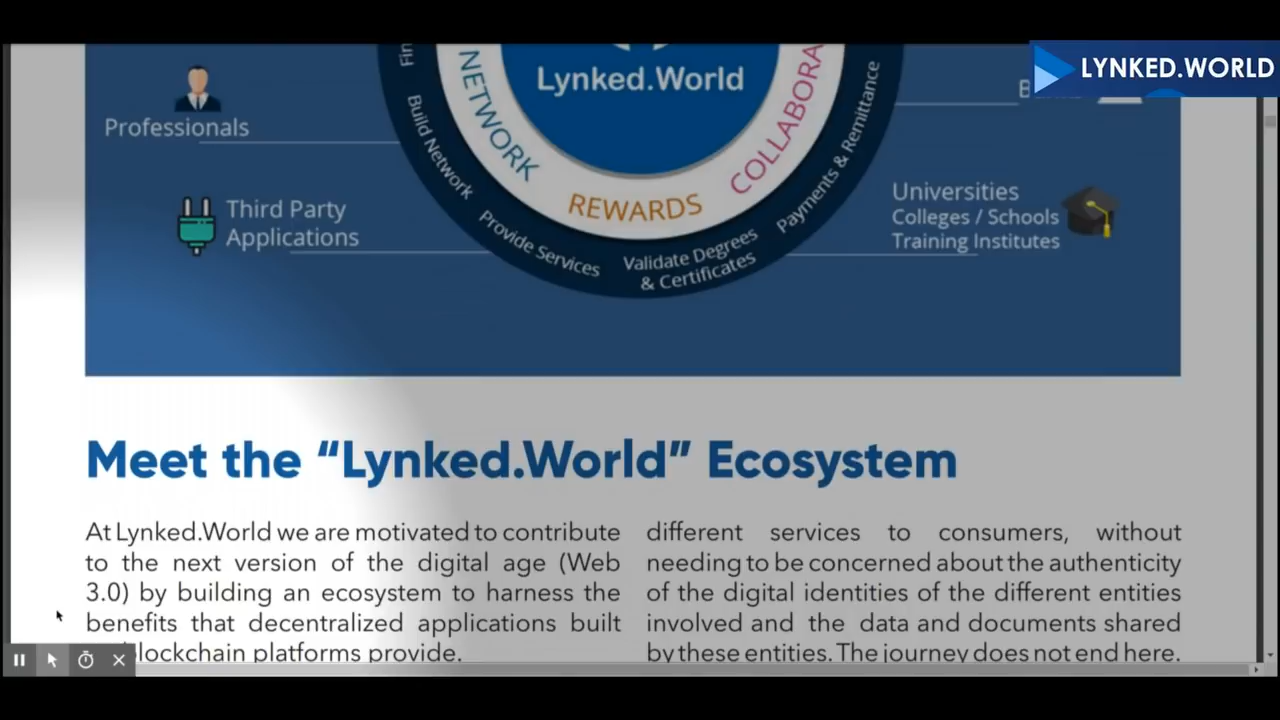 LYNKED.WORLD
Lynked.World
NETWORK
REWARDS
Build Network
Provide Services
Validate Degrees
& Certificates
Payments & Remittance
Professionals
Third Party
Applications
Universities
Colleges / Schools
Training Institutes
Meet the “Lynked.World” Ecosystem
At Lynked.World we are motivated to contribute
to the next version of the digital age (Web
3.0) by building an ecosystem to harness the
benefits that decentralized applications built
blockchain platforms provide.
different services to consumers, without
needing to be concerned about the authenticity
of the digital identities of the different entities
involved and the data and documents shared
by these entities. The journey does not end here.